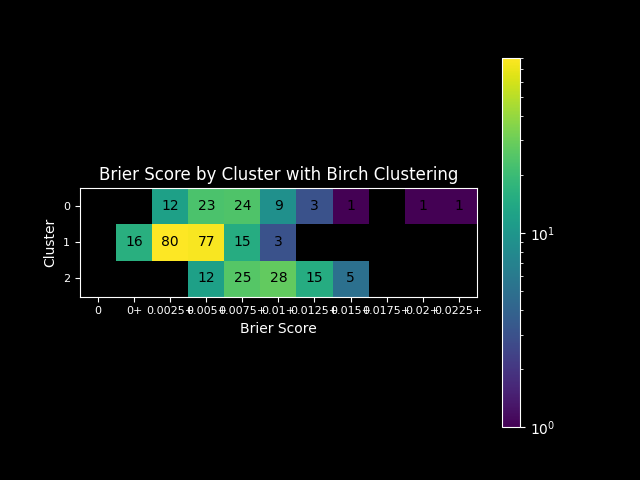 Brier Score by Cluster with Birch Clustering
0 12 23 24 9 3 1 1 1
1 16 80 77 15 3
2 12 25 28 15 5
Cluster
0 0+ 0.0025+ 0.005+ 0.0075+ 0.01+ 0.0125+ 0.015+ 0.0175+ 0.02+ 0.0225+
Brier Score
10¹
10⁰